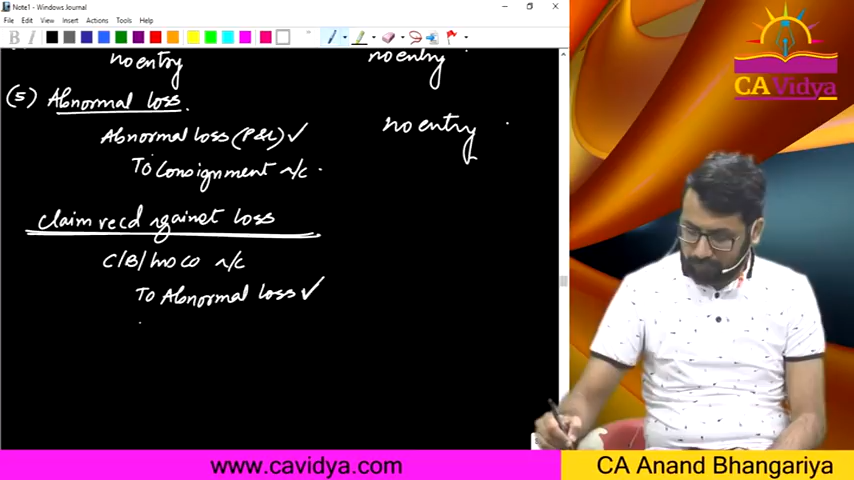 Note1 - Windows Journal
File Edit View Insert Actions Tools Help
B I
no entry no entry
(5) Abnormal loss.
Abnormal loss (P&L) ✓ no entry
To Consignment A/c.
Claim recd against loss
C/B/Ins co A/c
To Abnormal loss ✓
CA Vidya
www.cavidya.com
CA Anand Bhangariya